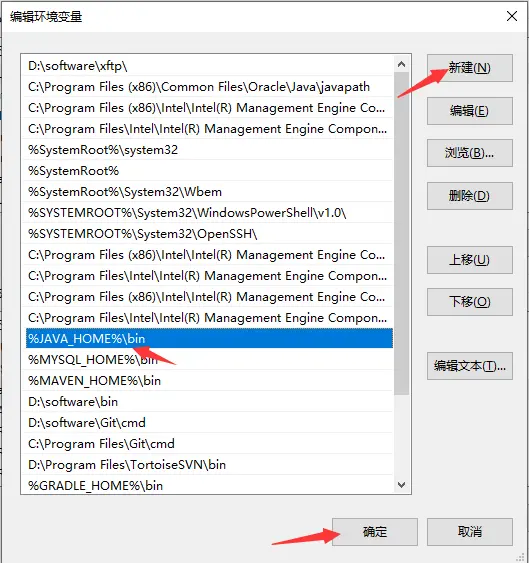 编辑环境变量
D:\software\xftp\
C:\Program Files (x86)\Common Files\Oracle\Java\javapath
C:\Program Files (x86)\Intel\Intel(R) Management Engine Co...
C:\Program Files\Intel\Intel(R) Management Engine Compon...
%SystemRoot%\system32
%SystemRoot%
%SystemRoot%\System32\Wbem
%SYSTEMROOT%\System32\WindowsPowerShell\v1.0\
%SYSTEMROOT%\System32\OpenSSH\
C:\Program Files (x86)\Intel\Intel(R) Management Engine Co...
C:\Program Files\Intel\Intel(R) Management Engine Compon...
C:\Program Files (x86)\Intel\Intel(R) Management Engine Co...
C:\Program Files\Intel\Intel(R) Management Engine Compon...
%JAVA_HOME%\bin
%MYSQL_HOME%\bin
%MAVEN_HOME%\bin
D:\software\bin
D:\software\Git\cmd
C:\Program Files\Git\cmd
D:\Program Files\TortoiseSVN\bin
%GRADLE_HOME%\bin
新建(N)
编辑(E)
浏览(B)...
删除(D)
上移(U)
下移(O)
编辑文本(T)...
确定
取消